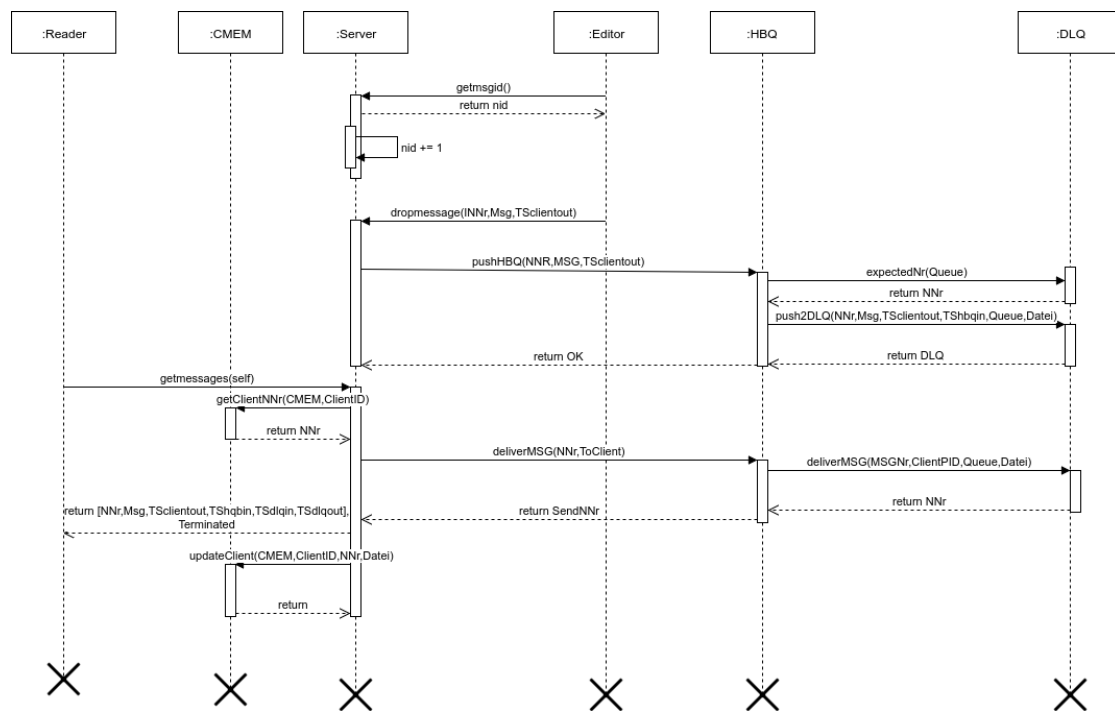 :Reader
:CMEM
:Server
:Editor
:HBQ
:DLQ
getmsgid()
return nid
nid += 1
dropmessage(INNr,Msg,TSclientout)
pushHBQ(NNR,MSG,TSclientout)
expectedNr(Queue)
return NNr
push2DLQ(NNr,Msg,TSclientout,TShbqin,Queue,Datei)
return DLQ
return OK
getmessages(self)
getClientNNr(CMEM,ClientID)
return NNr
deliverMSG(NNr,ToClient)
deliverMSG(MSGNr,ClientPID,Queue,Datei)
return NNr
return SendNNr
return [NNr,Msg,TSclientout,TShqbin,TSdlqin,TSdlqout],
Terminated
updateClient(CMEM,ClientID,NNr,Datei)
return